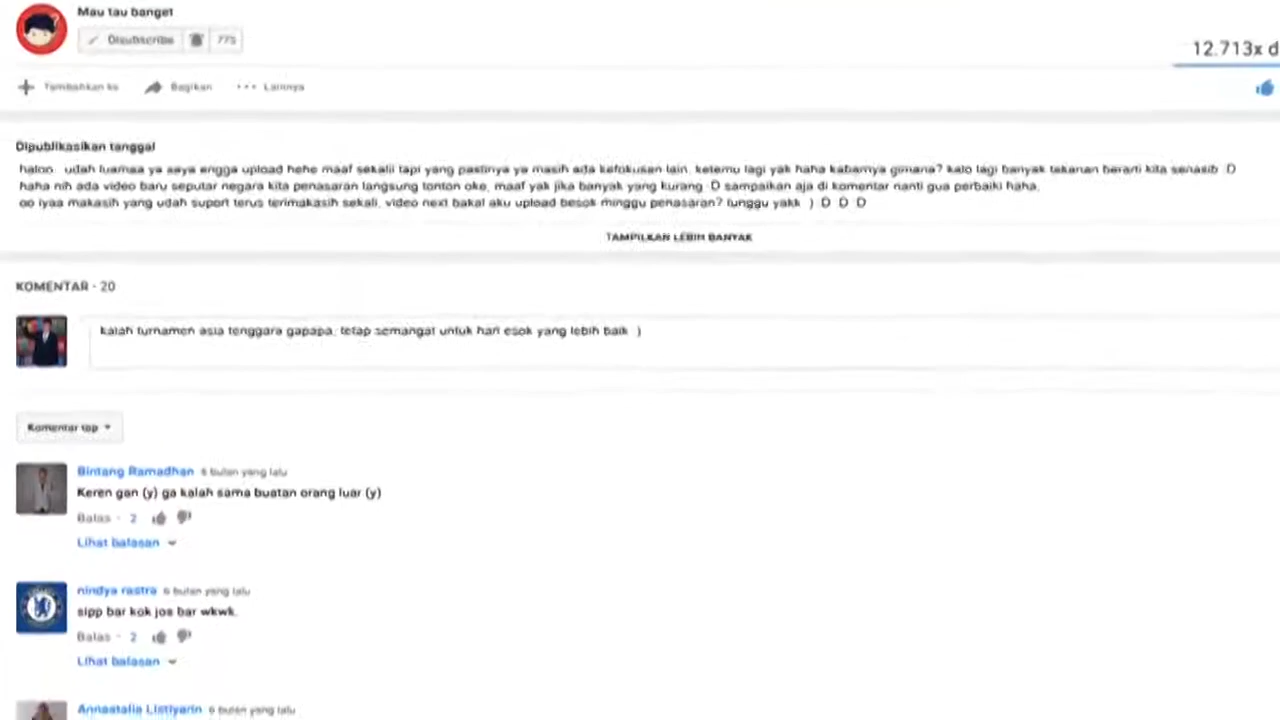 Mau tau banget
Disubscribe 775
12.713x d
Tambahkan ke Bagikan Lainnya
Dipublikasikan tanggal
haloo udah luamaa ya saya engga upload hehe maaf sekalii tapi yang pastinya ya masih ada kefokusan lain, ketemu lagi yak haha kabarnya gimana? kalo lagi banyak tekanan berarti kita senasib :D
haha nih ada video baru seputar negara kita penasaran langsung tonton oke, maaf yak jika banyak yang kurang :D sampaikan aja di komentar nanti gua perbaiki haha,
oo iyaa makasih yang udah suport terus terimakasih sekali, video next bakal aku upload besok minggu penasaran? tunggu yakk :) :D :D :D
TAMPILKAN LEBIH BANYAK
KOMENTAR • 20
kalah turnamen asia tenggara gapapa, tetap semangat untuk hari esok yang lebih baik :)
Komentar top
Bintang Ramadhan 6 bulan yang lalu
Keren gan (y) ga kalah sama buatan orang luar (y)
Balas • 2
Lihat balasan
nindya rastra 6 bulan yang lalu
sipp bar kok jos bar wkwk.
Balas • 2
Lihat balasan
Annastalia Listiyarin 6 bulan yang lalu